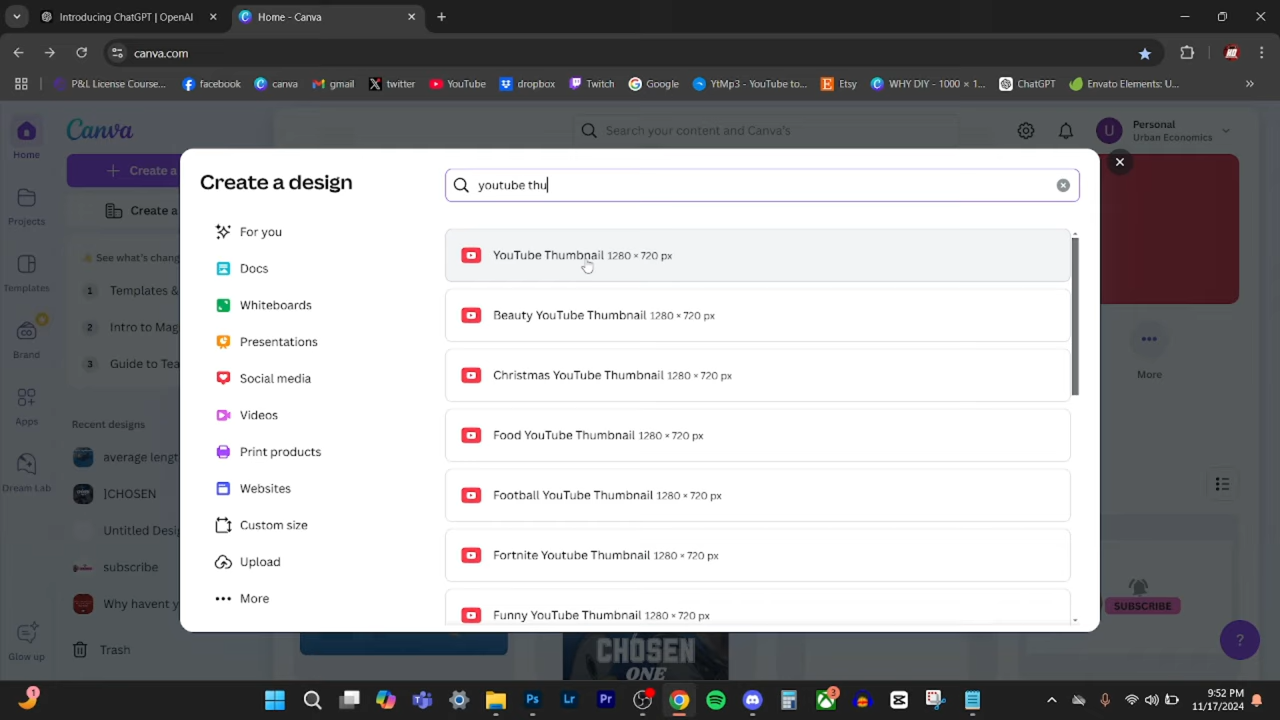 Introducing ChatGPT | OpenAI
Home - Canva
canva.com
P&L License Course...
facebook
canva
gmail
twitter
YouTube
dropbox
Twitch
Google
YtMp3 - YouTube to...
Etsy
WHY DIY - 1000 × 1...
ChatGPT
Envato Elements: U...
Canva
Search your content and Canva's
U
Personal
Urban Economics
Home
Projects
Templates
Brand
Apps
Dream Lab
Glow up
Create a
Create a
See what's chang
1 Templates &
2 Intro to Mag
3 Guide to Tea
Recent designs
average lengt
]CHOSEN
Untitled Desig
subscribe
Why havent y
Trash
Create a design
youtube thu
For you
Docs
Whiteboards
Presentations
Social media
Videos
Print products
Websites
Custom size
Upload
More
YouTube Thumbnail 1280 × 720 px
Beauty YouTube Thumbnail 1280 × 720 px
Christmas YouTube Thumbnail 1280 × 720 px
Food YouTube Thumbnail 1280 × 720 px
Football YouTube Thumbnail 1280 × 720 px
Fortnite Youtube Thumbnail 1280 × 720 px
Funny YouTube Thumbnail 1280 × 720 px
More
SUBSCRIBE
CHOSEN
ONE
?
1
3
9:52 PM
11/17/2024